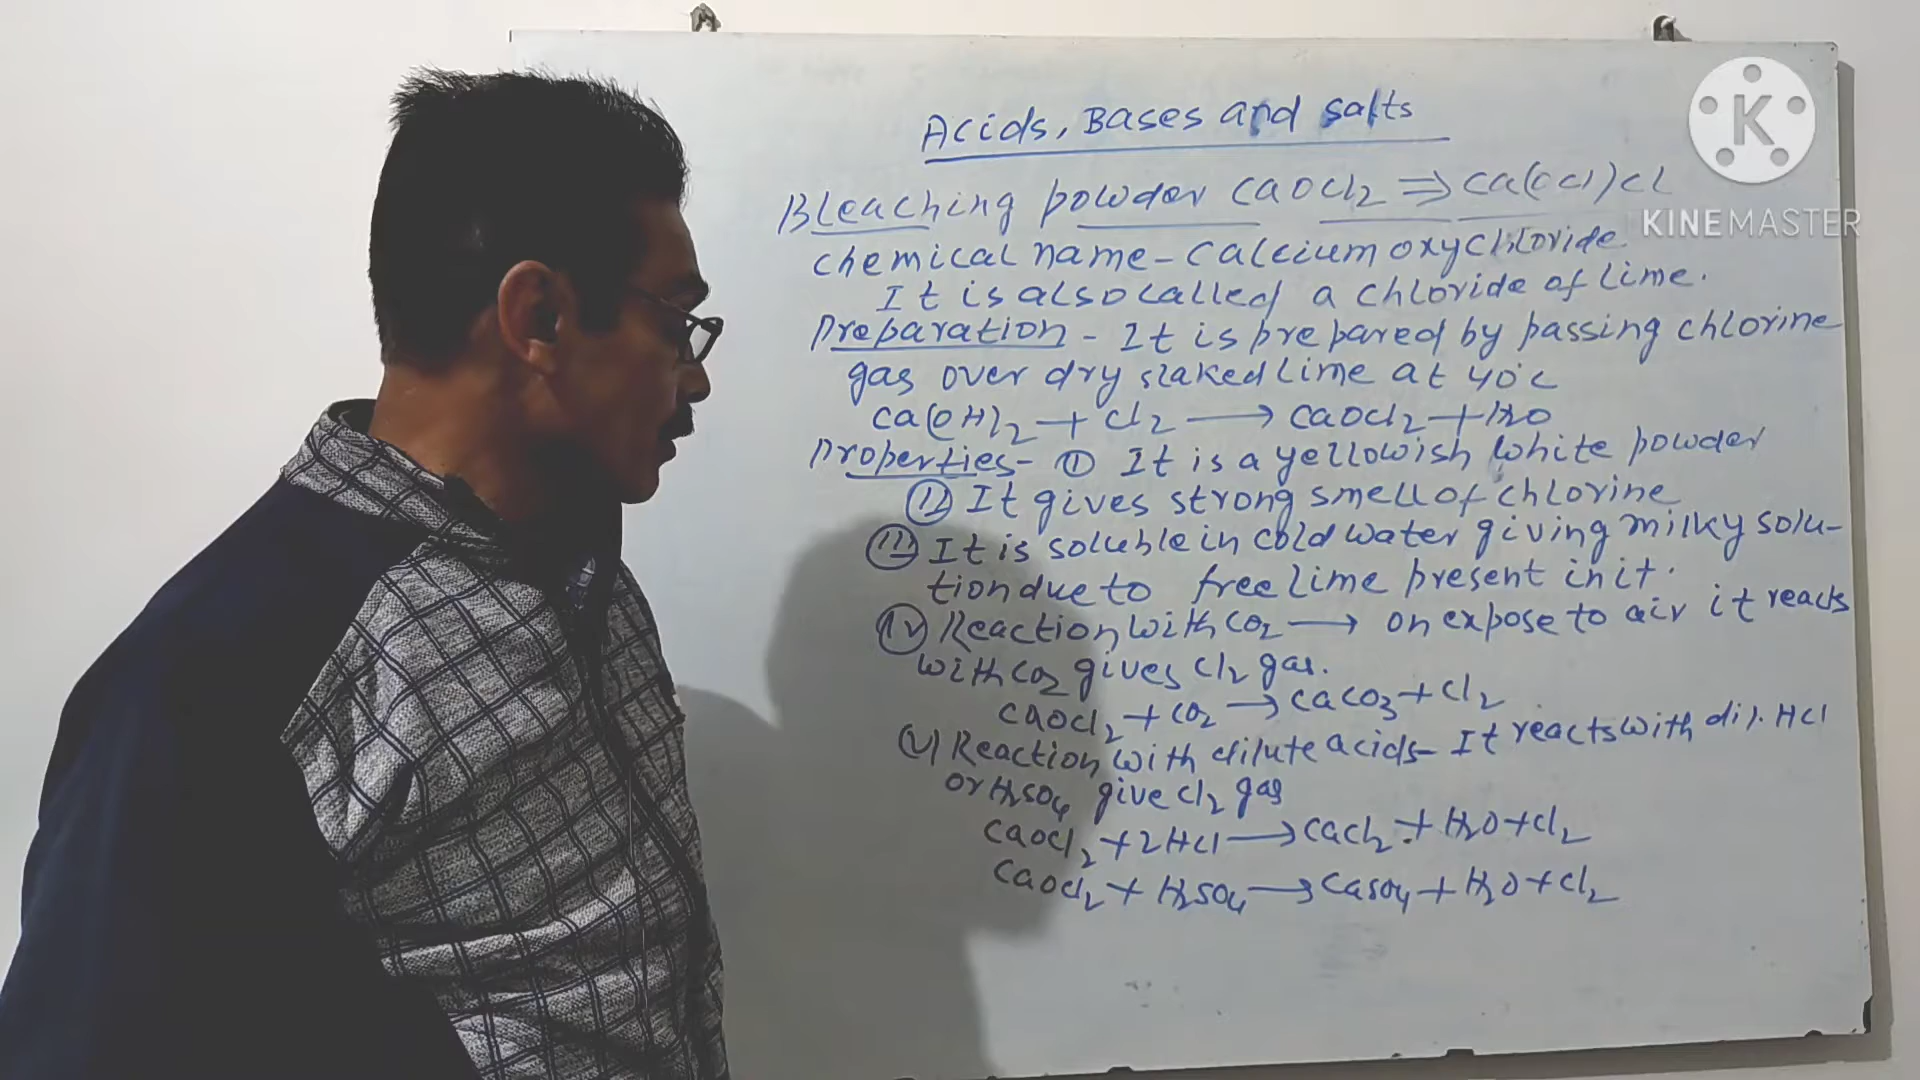 Acids, Bases and salts
Bleaching powder CaOCl2 ⇒ Ca(OCl)Cl
chemical name - calcium oxychloride.
It is also called a chloride of lime.
Preparation - It is prepared by passing chlorine
gas over dry slaked lime at 40°C
Ca(OH)2 + Cl2 → CaOCl2 + H2O
Properties - (i) It is a yellowish white powder
(ii) It gives strong smell of chlorine
(iii) It is soluble in cold water giving milky solu-
tion due to free lime present in it.
(iv) Reaction with CO2 → on expose to air it reacts
with CO2 gives Cl2 gas.
CaOCl2 + CO2 → CaCO3 + Cl2
(v) Reaction with dilute acids - It reacts with dil. HCl
or H2SO4 give Cl2 gas
CaOCl2 + 2HCl → CaCl2 + H2O + Cl2
CaOCl2 + H2SO4 → CaSO4 + H2O + Cl2
K
KINEMASTER